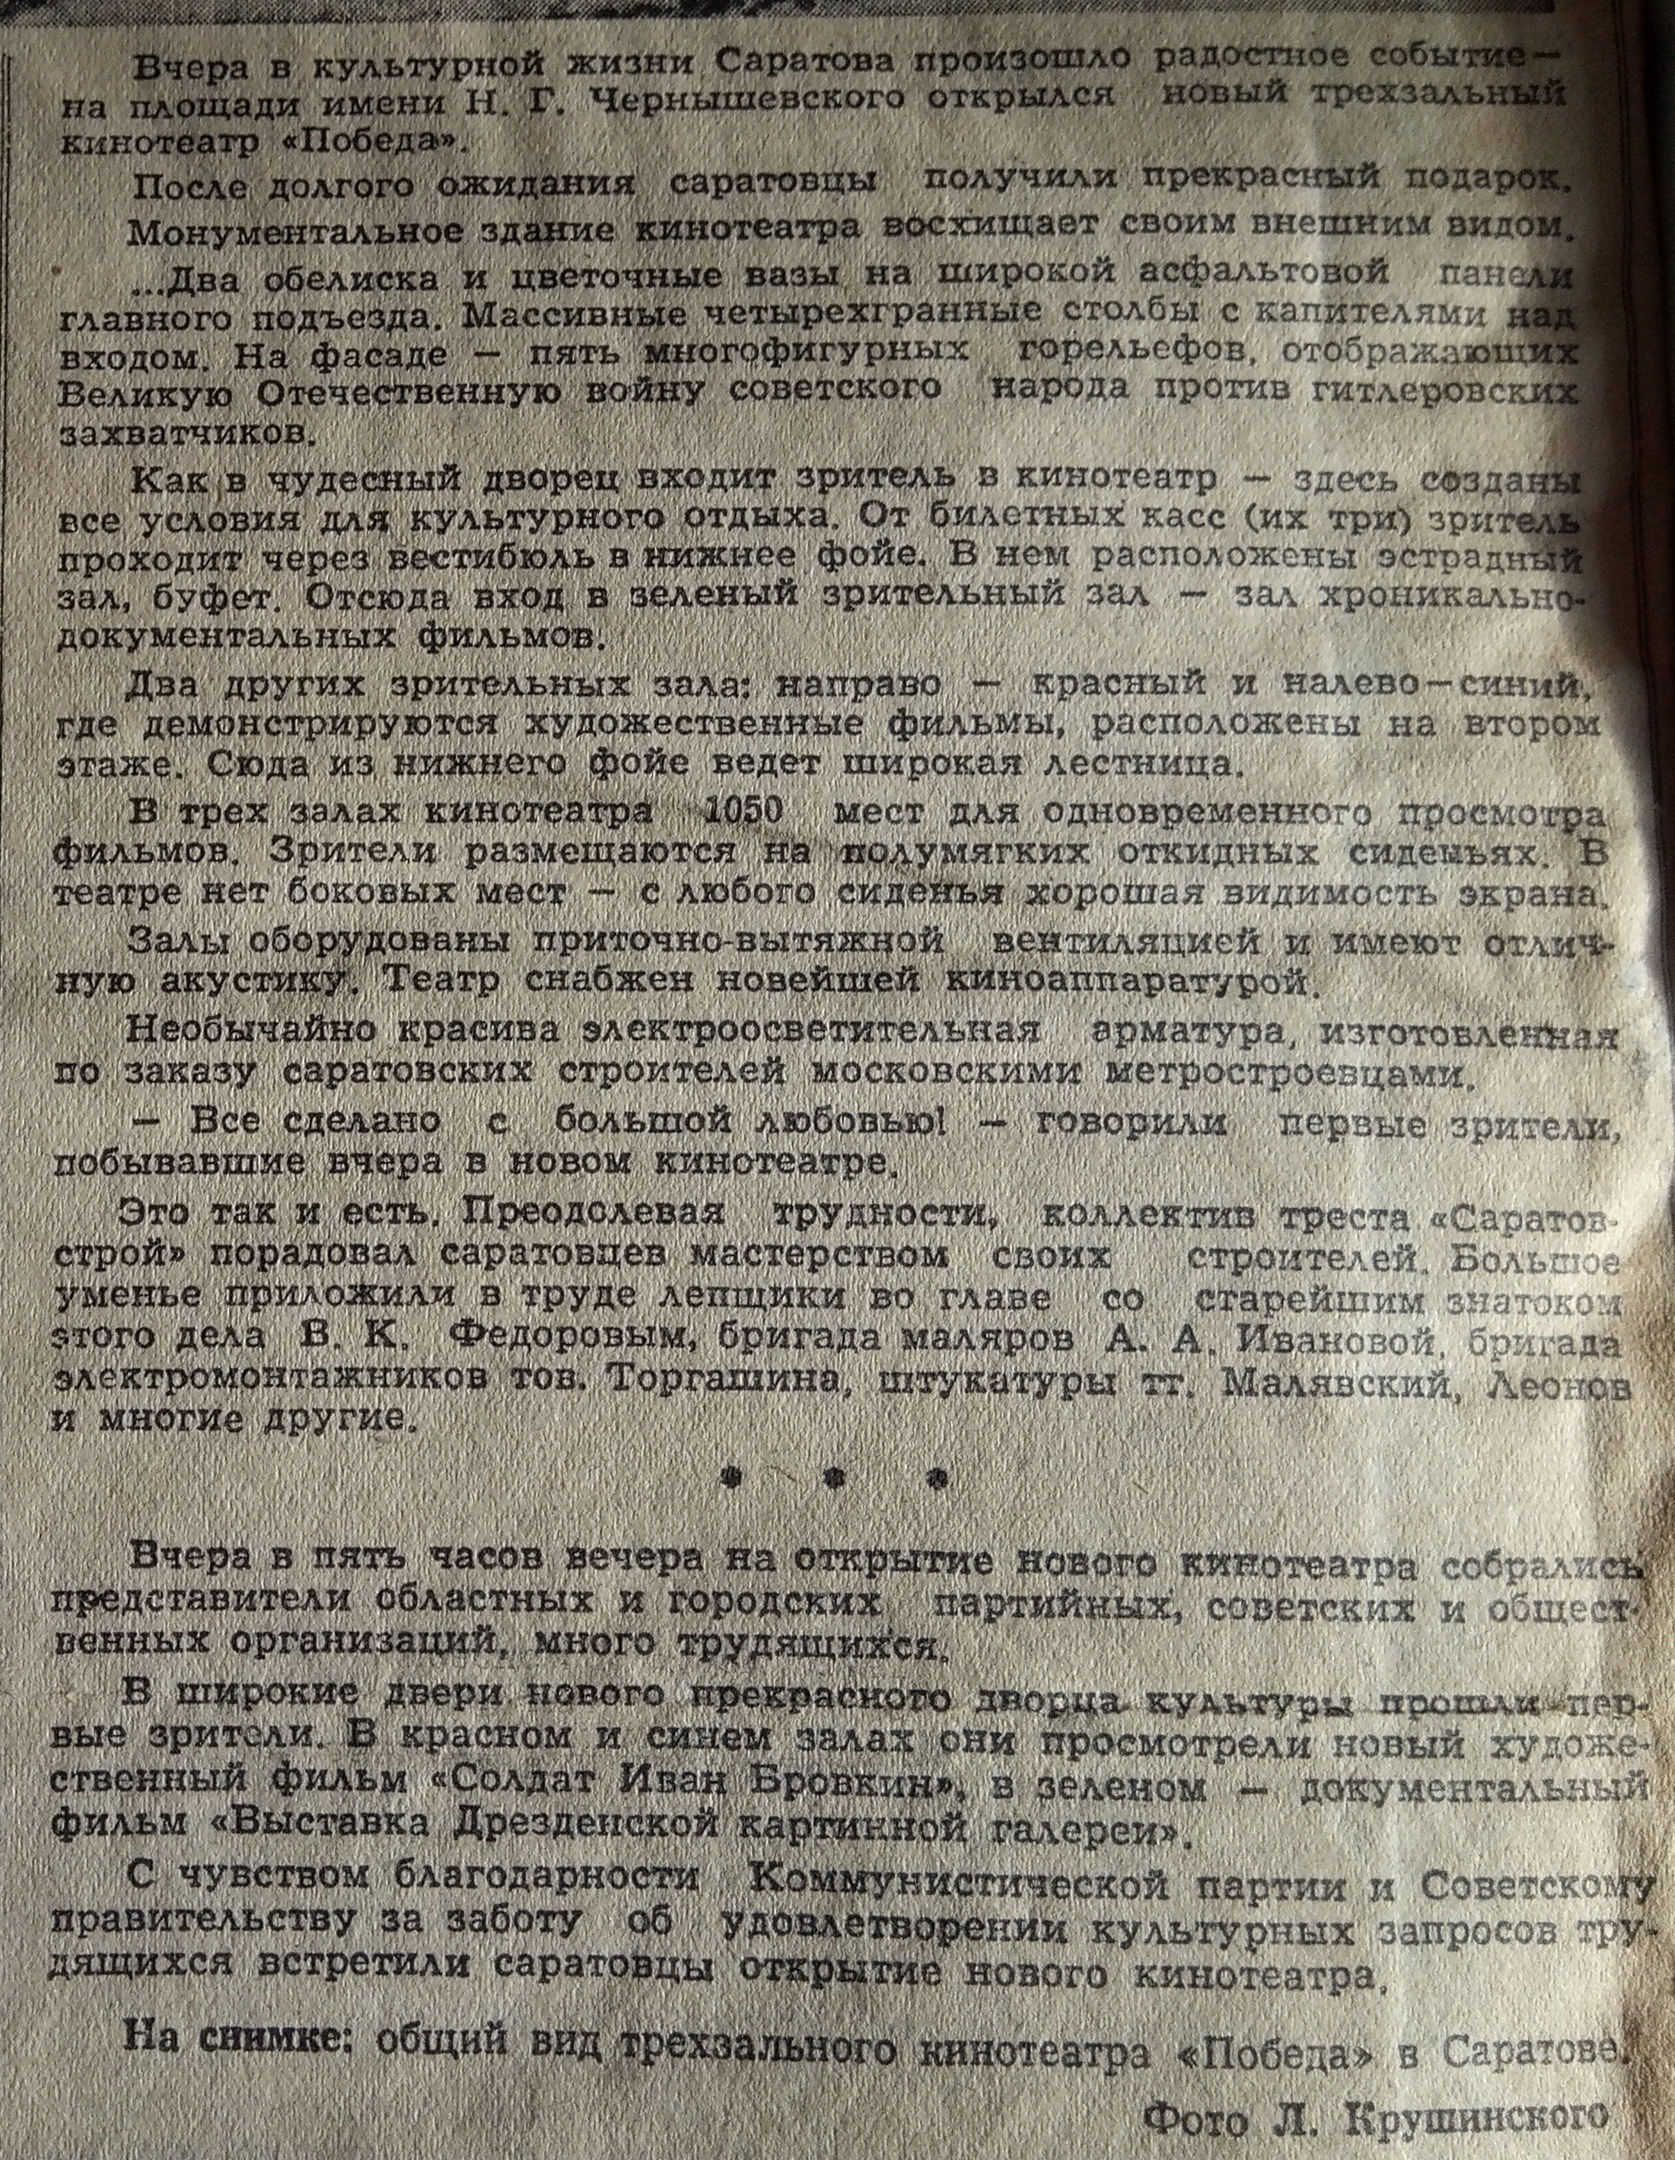 Вчера в культурной жизни Саратова произошло радостное событие—
на площади имени Н. Г. Чернышевского открылся новый трехзальный
кинотеатр «Победа».
После долгого ожидания саратовцы получили прекрасный подарок.
Монументальное здание кинотеатра восхищает своим внешним видом.
...Два обелиска и цветочные вазы на широкой асфальтовой панели
главного подъезда. Массивные четырехгранные столбы с капителями над
входом. На фасаде — пять многофигурных горельефов, отображающих
Великую Отечественную войну советского народа против гитлеровских
захватчиков.
Как в чудесный дворец входит зритель в кинотеатр — здесь созданы
все условия для культурного отдыха. От билетных касс (их три) зритель
проходит через вестибюль в нижнее фойе. В нем расположены эстрадный
зал, буфет. Отсюда вход в зеленый зрительный зал — зал хроникально-
документальных фильмов.
Два других зрительных зала: направо — красный и налево—синий,
где демонстрируются художественные фильмы, расположены на втором
этаже. Сюда из нижнего фойе ведет широкая лестница.
В трех залах кинотеатра 1050 мест для одновременного просмотра
фильмов. Зрители размещаются на полумягких откидных сиденьях. В
театре нет боковых мест — с любого сиденья хорошая видимость экрана.
Залы оборудованы приточно-вытяжной вентиляцией и имеют отлич-
ную акустику. Театр снабжен новейшей киноаппаратурой.
Необычайно красива электроосветительная арматура, изготовленная
по заказу саратовских строителей московскими метростроевцами.
— Все сделано с большой любовью! — говорили первые зрители,
побывавшие вчера в новом кинотеатре.
Это так и есть. Преодолевая трудности, коллектив треста «Саратов-
строй» порадовал саратовцев мастерством своих строителей. Большое
уменье приложили в труде лепщики во главе со старейшим знатоком
этого дела В. К. Федоровым, бригада маляров А. А. Ивановой, бригада
электромонтажников тов. Торгашина, штукатуры тт. Малявский, Леонов
и многие другие.
* * *
Вчера в пять часов вечера на открытие нового кинотеатра собрались
представители областных и городских партийных, советских и общест-
венных организаций, много трудящихся.
В широкие двери нового прекрасного дворца культуры прошли пер-
вые зрители. В красном и синем залах они просмотрели новый художе-
ственный фильм «Солдат Иван Бровкин», в зеленом — документальный
фильм «Выставка Дрезденской картинной галереи».
С чувством благодарности Коммунистической партии и Советскому
правительству за заботу об удовлетворении культурных запросов тру-
дящихся встретили саратовцы открытие нового кинотеатра.
На снимке: общий вид трехзального кинотеатра «Победа» в Саратове.
Фото Л. Крушинского